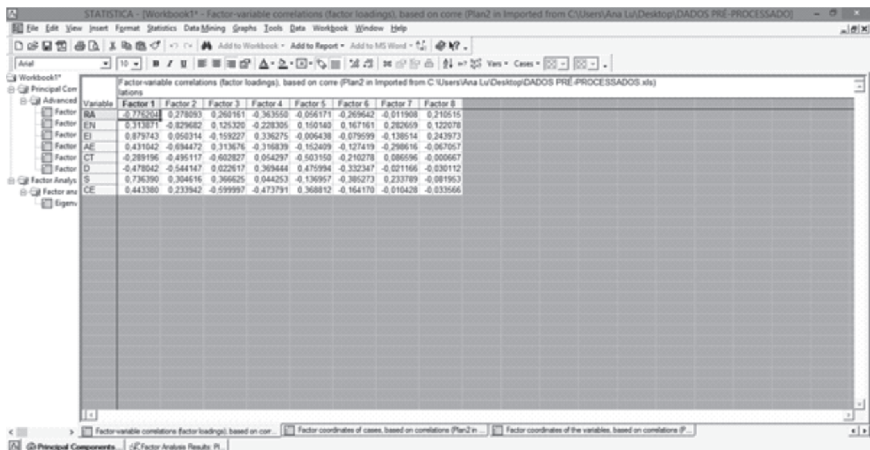 STATISTICA - [Workbook1* - Factor-variable correlations (factor loadings), based on corre (Plan2 in Imported from C:\Users\Ana Lu\Desktop\DADOS PRÉ-PROCESSADO]
File Edit View Insert Format Statistics Data Mining Graphs Tools Data Workbook Window Help
Add to Workbook Add to Report Add to MS Word
Arial 10 B I U Vars Cases
Workbook1*
Principal Com
Advanced
Factor
Factor
Factor
Factor
Factor
Factor
Factor Analys
Factor ana
Eigenv
Factor-variable correlations (factor loadings), based on corre (Plan2 in Imported from C:\Users\Ana Lu\Desktop\DADOS PRÉ-PROCESSADOS.xls)
lations
Variable Factor 1 Factor 2 Factor 3 Factor 4 Factor 5 Factor 6 Factor 7 Factor 8
RA -0,776204 0,278093 0,260161 -0,363550 -0,056171 -0,269642 -0,011908 0,210515
EN 0,313871 -0,829682 0,125320 -0,228305 0,150140 0,167161 0,282659 0,122078
EI 0,879743 0,050314 -0,159227 0,336275 -0,006438 -0,079599 -0,138514 0,243973
AE 0,431042 -0,694472 0,313676 -0,316839 -0,152409 -0,127419 -0,298616 -0,067057
CT -0,289196 -0,495117 -0,602827 0,054297 -0,503150 -0,210278 0,086596 -0,000667
D -0,478042 -0,544147 0,022617 0,369444 0,475994 -0,332347 -0,021166 -0,030112
S 0,736390 0,304616 0,366625 0,044253 -0,136957 -0,385273 0,233789 -0,081953
CE 0,443380 0,233942 -0,599997 -0,473791 0,368812 -0,164170 -0,010428 -0,033566
Factor-variable correlations (factor loadings), based on corr... Factor coordinates of cases, based on correlations (Plan2 in ... Factor coordinates of the variables, based on correlations (P...
Principal Components... Factor Analysis Results: Pl...